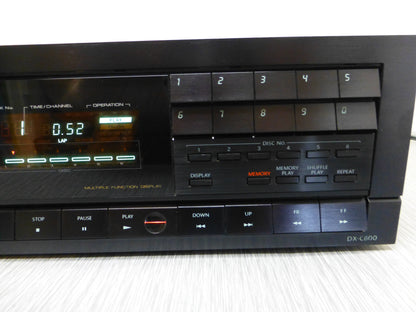 k No. TIME/CHANNEL OPERATION
1 0.52 PLAY
LAP
MULTIPLE FUNCTION DISPLAY
1 2 3 4 5
6 7 8 9 0
DISC No.
1 2 5 6
DISPLAY MEMORY MEMORY PLAY SHUFFLE PLAY REPEAT
STOP PAUSE PLAY DOWN UP FR FF
DX-C600